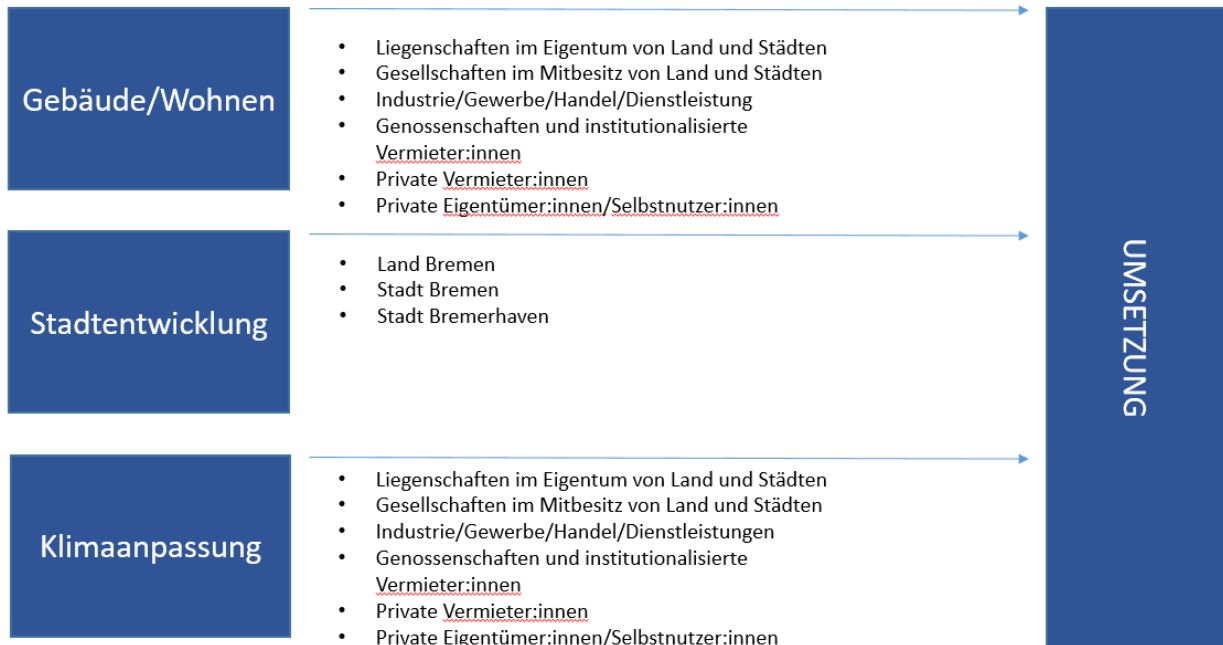 Gebäude/Wohnen
• Liegenschaften im Eigentum von Land und Städten
• Gesellschaften im Mitbesitz von Land und Städten
• Industrie/Gewerbe/Handel/Dienstleistung
• Genossenschaften und institutionalisierte
Vermieter:innen
• Private Vermieter:innen
• Private Eigentümer:innen/Selbstnutzer:innen
Stadtentwicklung
• Land Bremen
• Stadt Bremen
• Stadt Bremerhaven
Klimaanpassung
• Liegenschaften im Eigentum von Land und Städten
• Gesellschaften im Mitbesitz von Land und Städten
• Industrie/Gewerbe/Handel/Dienstleistungen
• Genossenschaften und institutionalisierte
Vermieter:innen
• Private Vermieter:innen
• Private Eigentümer:innen/Selbstnutzer:innen
UMSETZUNG